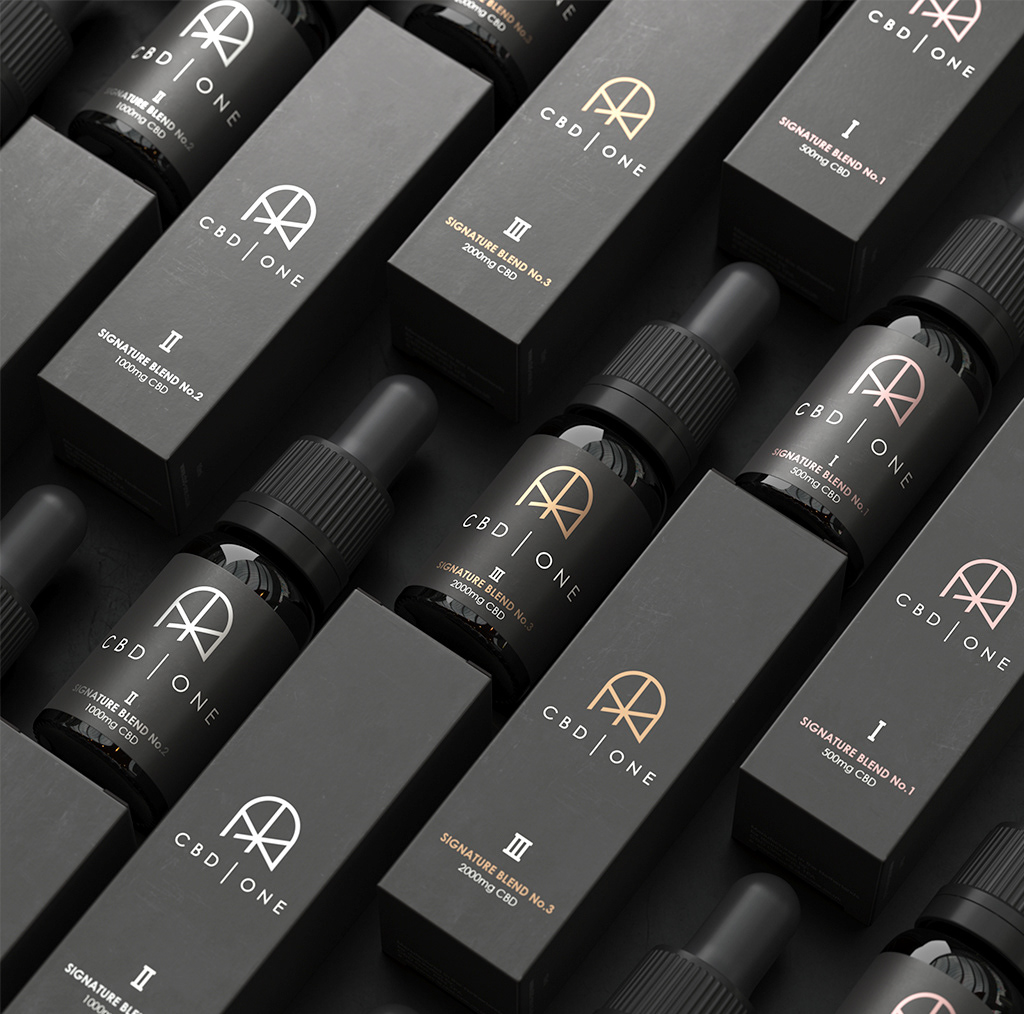 CBD | ONE
II
SIGNATURE BLEND No.2
1000mg CBD
2000mg CBD
CBD | ONE
I
SIGNATURE BLEND No.1
500mg CBD
CBD | ONE
III
SIGNATURE BLEND No.3
2000mg CBD
CBD | ONE
II
SIGNATURE BLEND No.2
1000mg CBD
CBD | ONE
I
SIGNATURE BLEND No.1
500mg CBD
CBD | ONE
III
SIGNATURE BLEND No.3
2000mg CBD
CBD | ONE
II
SIGNATURE BLEND No.2
1000mg CBD
CBD | ONE
I
SIGNATURE BLEND No.1
500mg CBD
CBD | ONE
III
SIGNATURE BLEND No.3
2000mg CBD
CBD | ONE
II
SIGNATURE